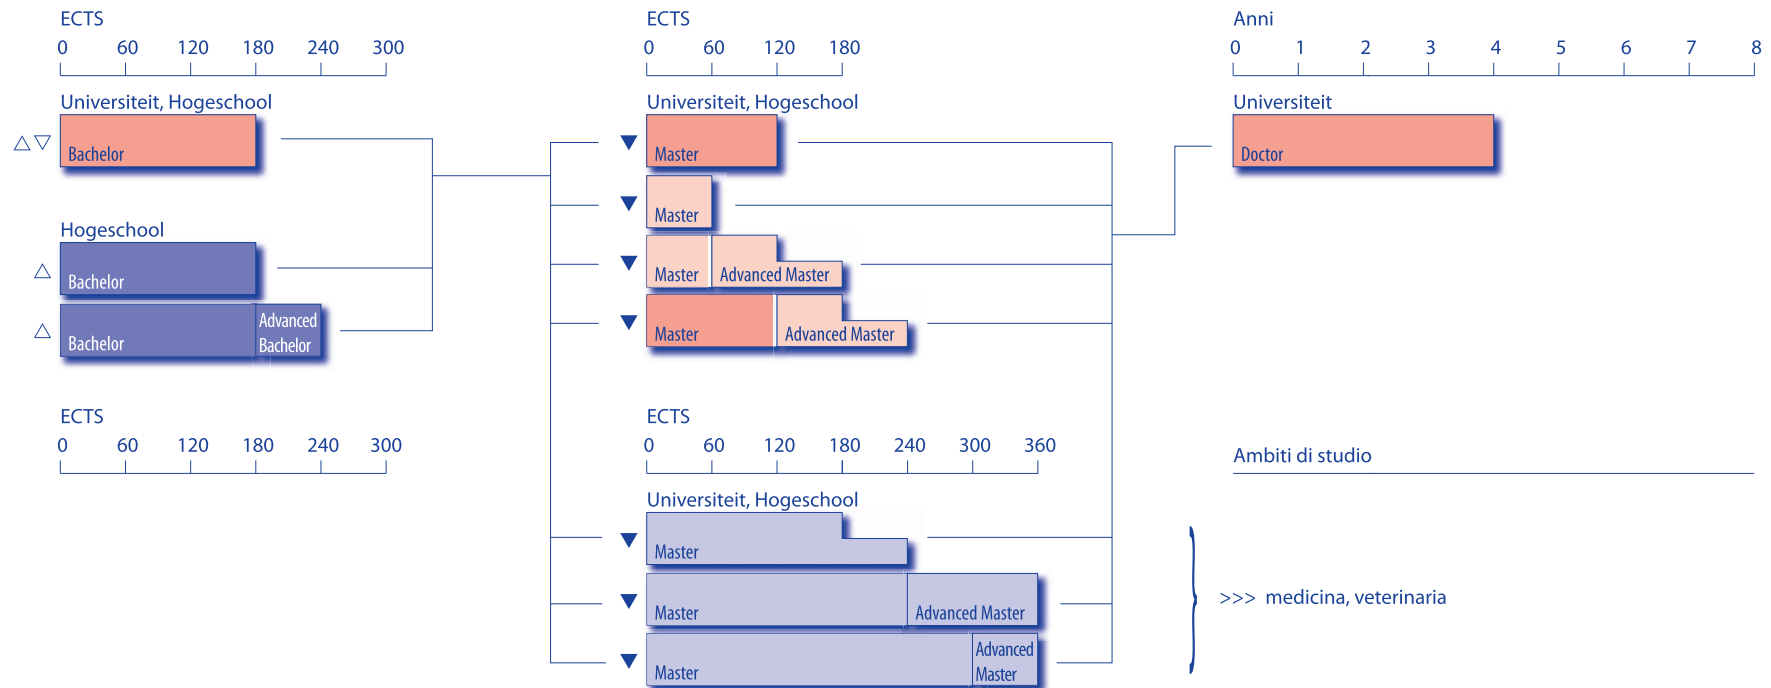 ECTS
0 60 120 180 240 300
Universiteit, Hogeschool
Bachelor
Hogeschool
Bachelor
Bachelor
Advanced
Bachelor
ECTS
0 60 120 180 240 300
ECTS
0 60 120 180
Universiteit, Hogeschool
Master
Master
Master
Advanced Master
Master
Advanced Master
ECTS
0 60 120 180 240 300 360
Universiteit, Hogeschool
Master
Master
Advanced Master
Master
Advanced
Master
Anni
0 1 2 3 4 5 6 7 8
Universiteit
Doctor
Ambiti di studio
>>> medicina, veterinaria